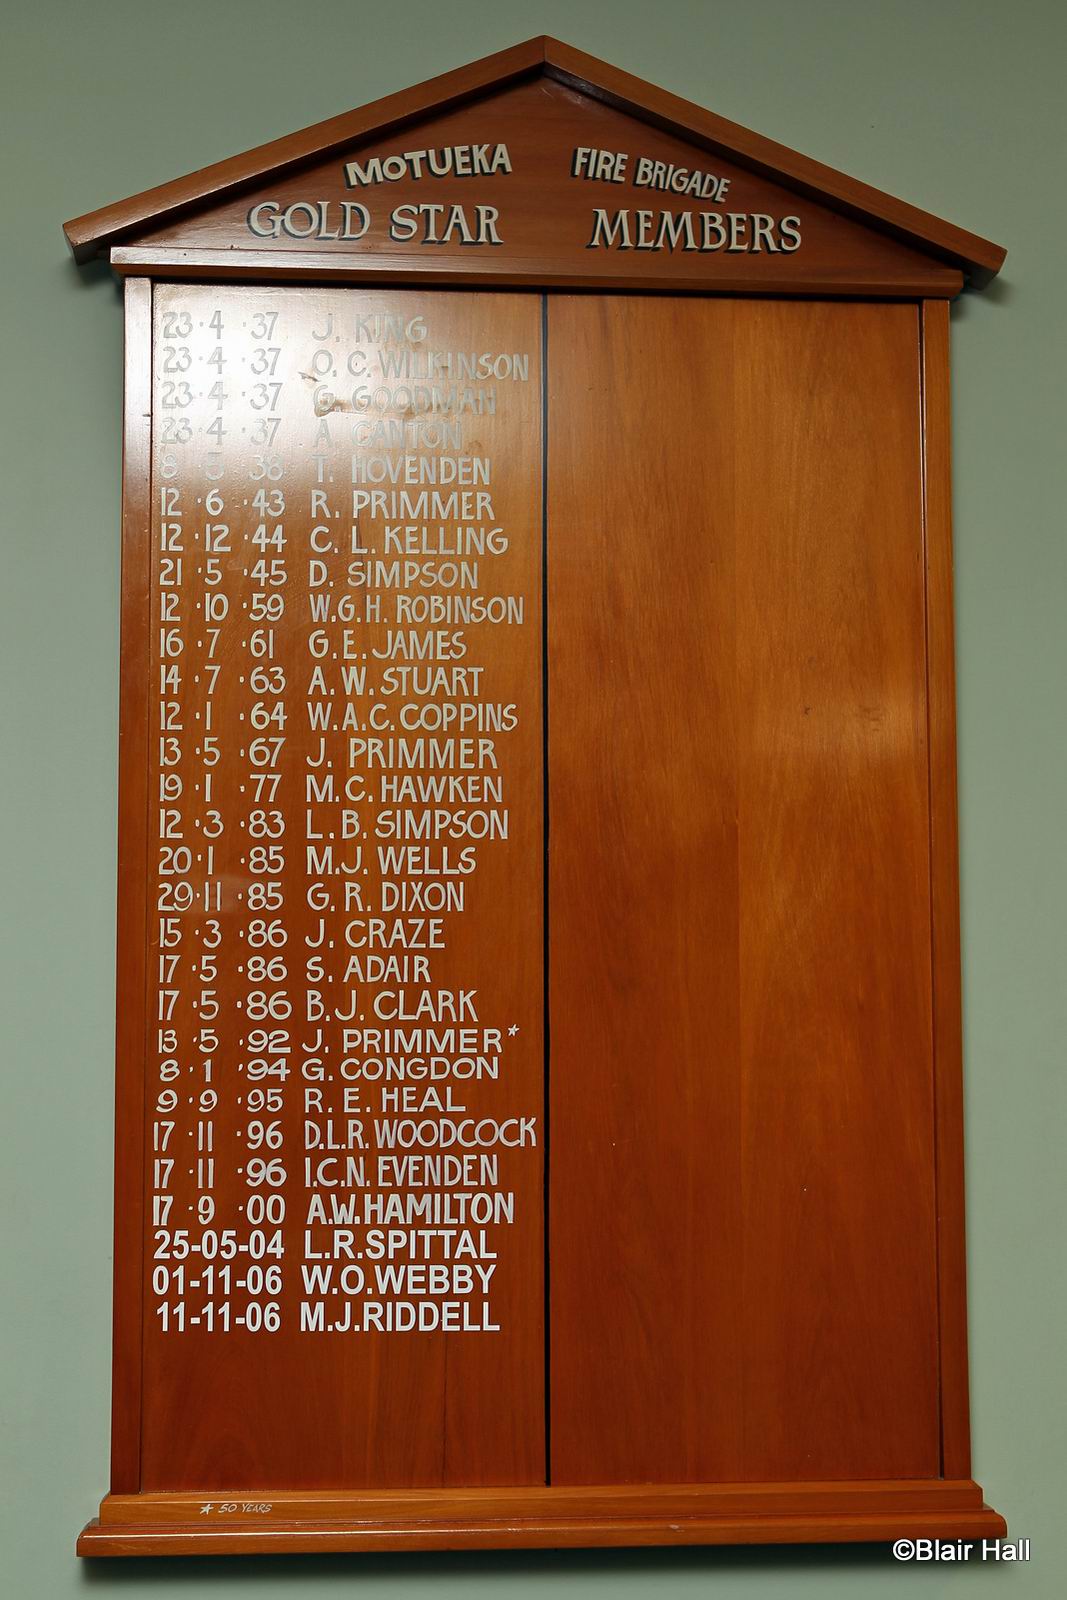 MOTUEKA FIRE BRIGADE
GOLD STAR MEMBERS
23·4·37 J. KING
23·4·37 O. C. WILKINSON
23·4·37 G. GOODMAN
23·4·37 A. CANTON
8·5·38 T. HOVENDEN
12·6·43 R. PRIMMER
12·12·44 C. L. KELLING
21·5·45 D. SIMPSON
12·10·59 W.G.H. ROBINSON
16·7·61 G.E. JAMES
14·7·63 A.W. STUART
12·1·64 W.A.C. COPPINS
13·5·67 J. PRIMMER
19·1·77 M.C. HAWKEN
12·3·83 L.B. SIMPSON
20·1·85 M.J. WELLS
29·11·85 G.R. DIXON
15·3·86 J. CRAZE
17·5·86 S. ADAIR
17·5·86 B.J. CLARK
13·5·92 J. PRIMMER*
8·1·94 G. CONGDON
9·9·95 R.E. HEAL
17·11·96 D.L.R. WOODCOCK
17·11·96 I.C.N. EVENDEN
17·9·00 A.W.HAMILTON
25-05-04 L.R.SPITTAL
01-11-06 W.O.WEBBY
11-11-06 M.J.RIDDELL
* 50 YEARS
©Blair Hall